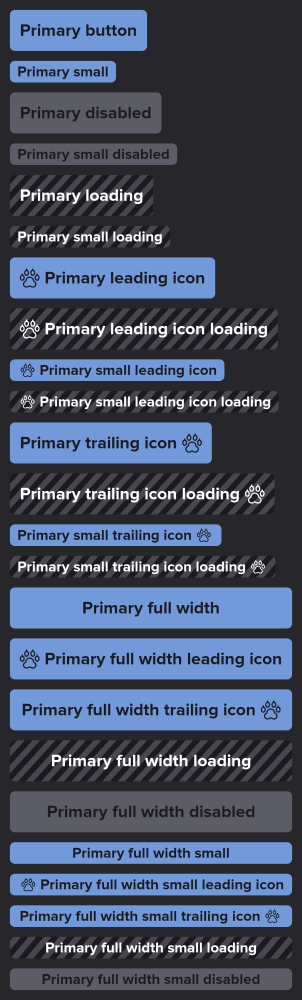 Primary button
Primary small
Primary disabled
Primary small disabled
Primary loading
Primary small loading
Primary leading icon
Primary leading icon loading
Primary small leading icon
Primary small leading icon loading
Primary trailing icon
Primary trailing icon loading
Primary small trailing icon
Primary small trailing icon loading
Primary full width
Primary full width leading icon
Primary full width trailing icon
Primary full width loading
Primary full width disabled
Primary full width small
Primary full width small leading icon
Primary full width small trailing icon
Primary full width small loading
Primary full width small disabled